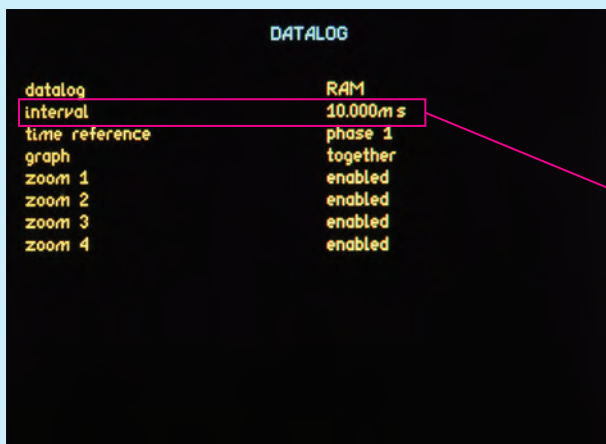 DATALOG
datalog RAM
interval 10.000m s
time reference phase 1
graph together
zoom 1 enabled
zoom 2 enabled
zoom 3 enabled
zoom 4 enabled